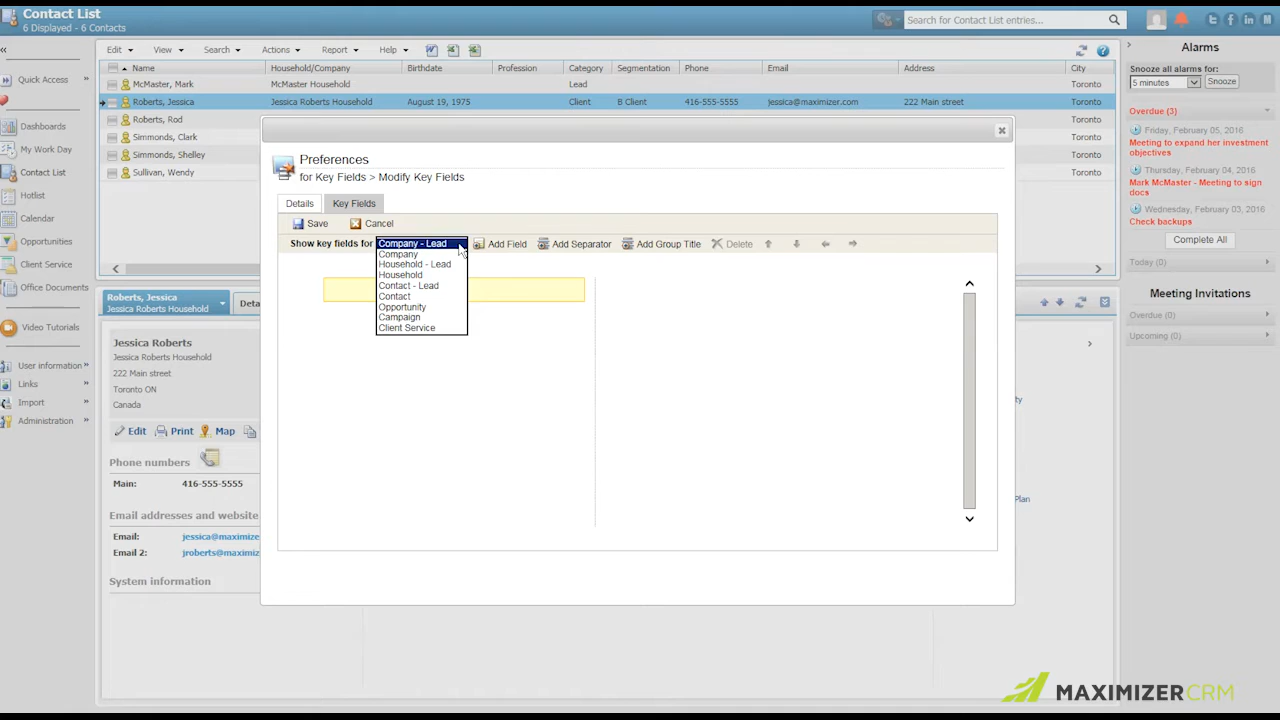 Contact List
6 Displayed - 6 Contacts
Search for Contact List entries...
Quick Access
Dashboards
My Work Day
Contact List
Hotlist
Calendar
Opportunities
Client Service
Office Documents
Video Tutorials
User information
Links
Import
Administration
Edit View Search Actions Report Help
Name Household/Company Birthdate Profession Category Segmentation Phone Email Address City
McMaster, Mark McMaster Household Lead Toronto
Roberts, Jessica Jessica Roberts Household August 19, 1975 Client B Client 416-555-5555 jessica@maximizer.com 222 Main street Toronto
Roberts, Rod Toronto
Simmonds, Clark Toronto
Simmonds, Shelley Toronto
Sullivan, Wendy Toronto
Preferences
for Key Fields > Modify Key Fields
Details Key Fields
Save Cancel
Show key fields for Company - Lead Add Field Add Separator Add Group Title Delete
Company
Household - Lead
Household
Contact - Lead
Contact
Opportunity
Campaign
Client Service
Roberts, Jessica
Jessica Roberts Household
Deta
Jessica Roberts
Jessica Roberts Household
222 Main street
Toronto ON
Canada
Edit Print Map
Phone numbers
Main: 416-555-5555
Email addresses and website
Email: jessica@maximize
Email 2: jroberts@maximiz
System information
ty
Plan
Alarms
Snooze all alarms for:
5 minutes Snooze
Overdue (3)
Friday, February 05, 2016
Meeting to expand her investment
objectives
Thursday, February 04, 2016
Mark McMaster - Meeting to sign
docs
Wednesday, February 03, 2016
Check backups
Complete All
Today (0)
Meeting Invitations
Overdue (0)
Upcoming (0)
MAXIMIZERCRM